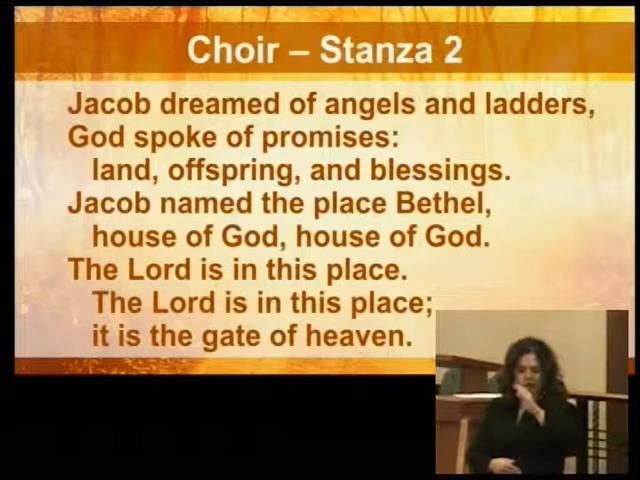 Choir – Stanza 2
Jacob dreamed of angels and ladders,
God spoke of promises:
land, offspring, and blessings.
Jacob named the place Bethel,
house of God, house of God.
The Lord is in this place.
The Lord is in this place;
it is the gate of heaven.